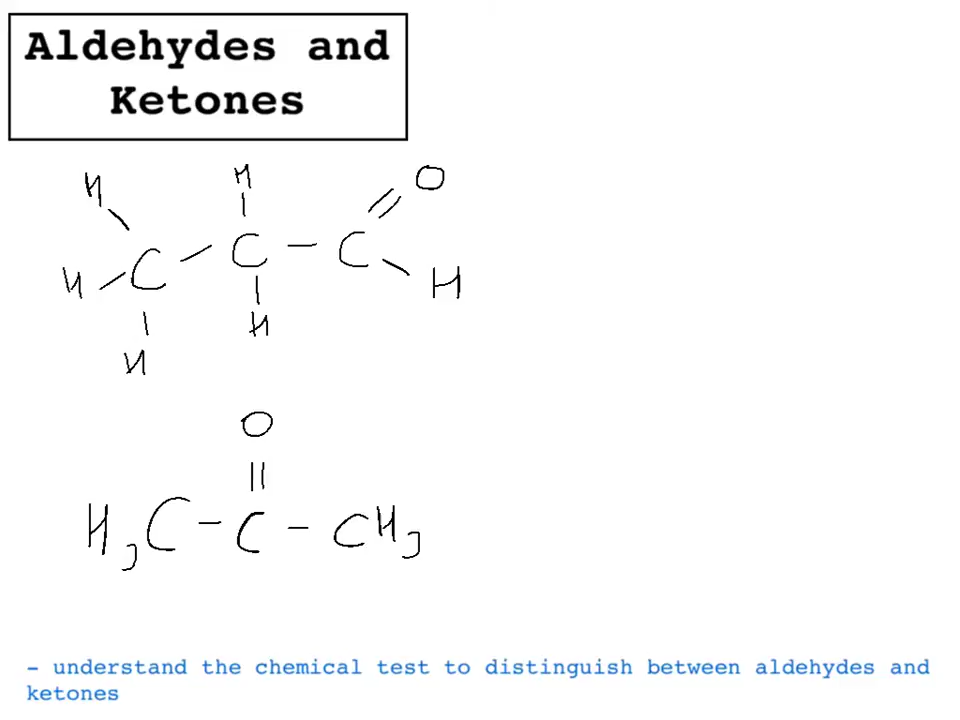 Aldehydes and
Ketones
H H O
H C C C H
H H
O
H3C - C - CH3
- understand the chemical test to distinguish between aldehydes and
ketones